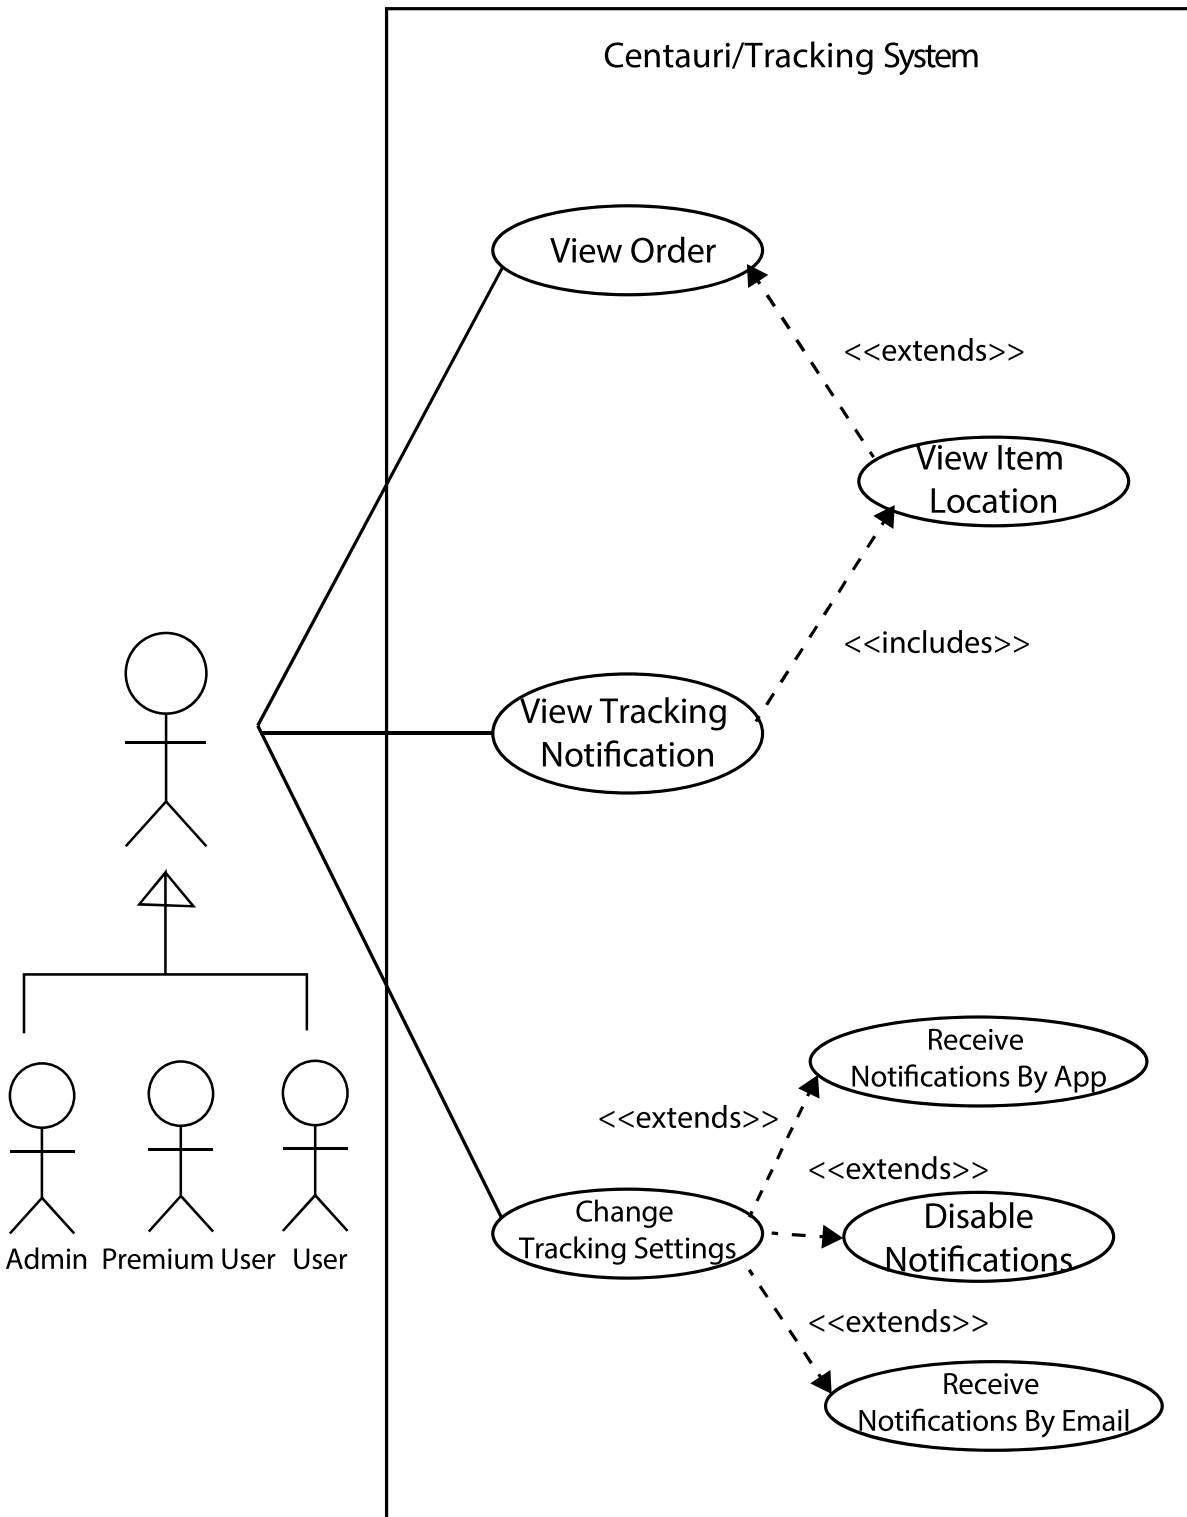 Centauri/Tracking System
View Order
<<extends>>
View Item
Location
<<includes>>
View Tracking
Notification
Receive
Notifications By App
<<extends>>
<<extends>>
Change
Tracking Settings
Disable
Notifications
Admin
Premium User
User
<<extends>>
Receive
Notifications By Email